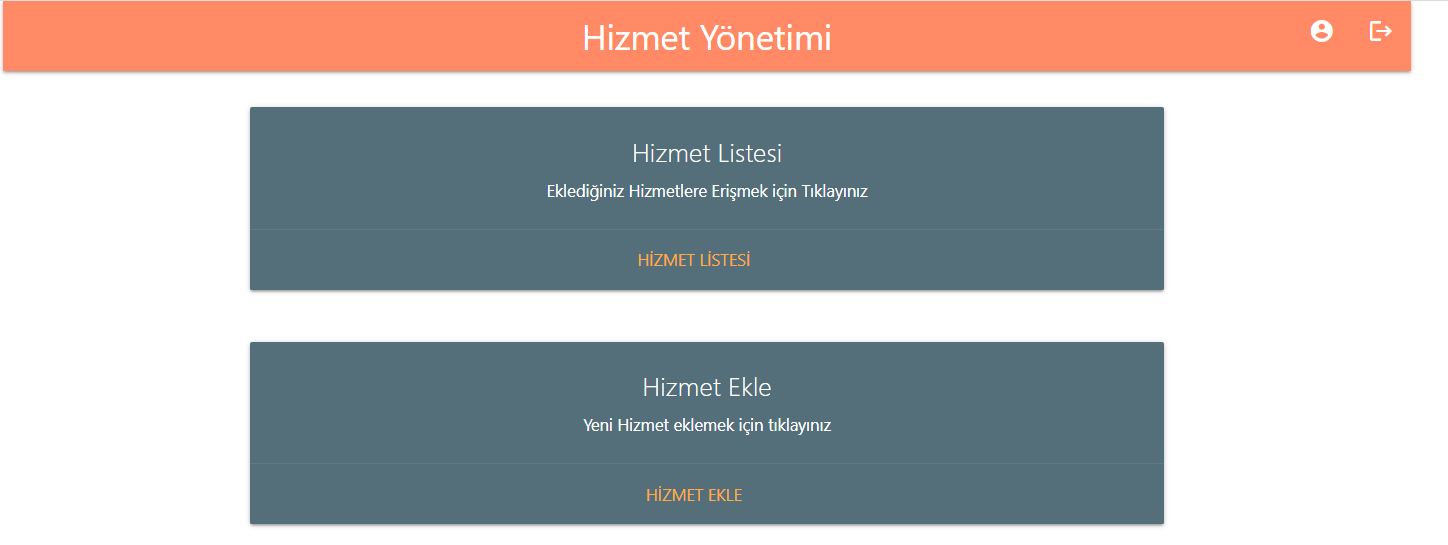 Hizmet Yönetimi
Hizmet Listesi
Eklediğiniz Hizmetlere Erişmek için Tıklayınız
HİZMET LİSTESİ
Hizmet Ekle
Yeni Hizmet eklemek için tıklayınız
HİZMET EKLE